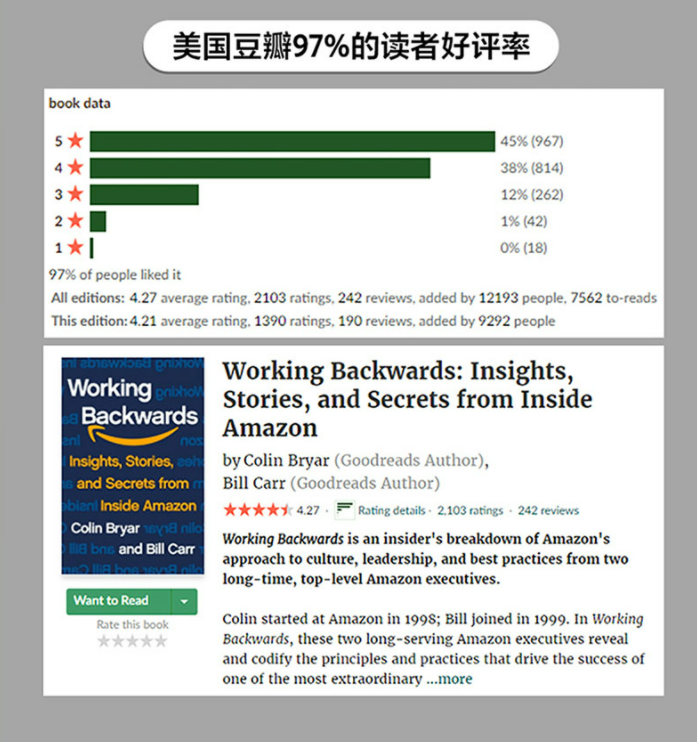 美国豆瓣97%的读者好评率
book data
5 ★ 45% (967)
4 ★ 38% (814)
3 ★ 12% (262)
2 ★ 1% (42)
1 ★ 0% (18)
97% of people liked it
All editions: 4.27 average rating, 2103 ratings, 242 reviews, added by 12193 people, 7562 to-reads
This edition: 4.21 average rating, 1390 ratings, 190 reviews, added by 9292 people
Working
Backwards
Insights, Stories,
and Secrets from
Inside Amazon
Colin Bryar
and Bill Carr
Want to Read
Rate this book
Working Backwards: Insights,
Stories, and Secrets from Inside
Amazon
by Colin Bryar (Goodreads Author),
Bill Carr (Goodreads Author)
4.27 · Rating details · 2,103 ratings · 242 reviews
Working Backwards is an insider's breakdown of Amazon's
approach to culture, leadership, and best practices from two
long-time, top-level Amazon executives.
Colin started at Amazon in 1998; Bill joined in 1999. In Working
Backwards, these two long-serving Amazon executives reveal
and codify the principles and practices that drive the success of
one of the most extraordinary ...more